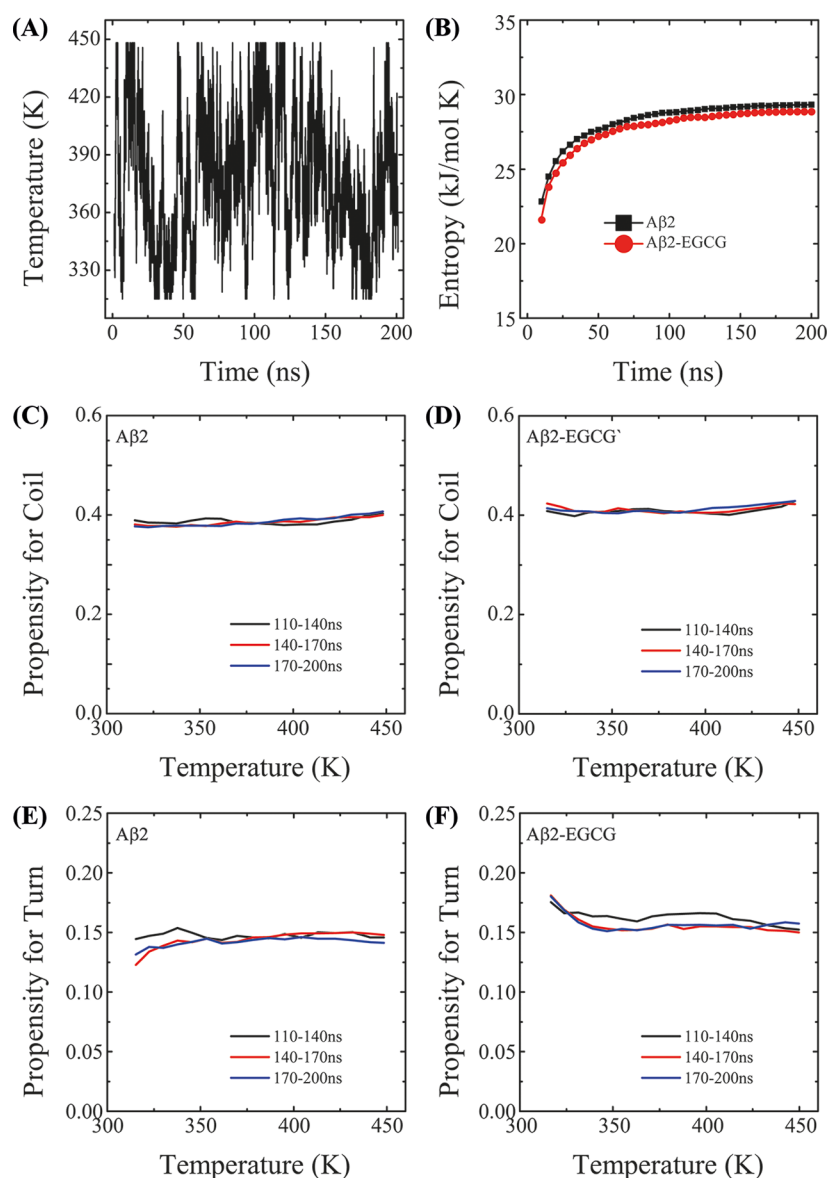 (A)
450
420
390
360
330
0
50
100
150
200
Temperature (K)
Time (ns)
(B)
35
30
25
20
15
0
50
100
150
200
Entropy (kJ/mol K)
Aβ2
Aβ2-EGCG
Time (ns)
(C)
0.6
0.4
0.2
0.0
300
350
400
450
Propensity for Coil
Aβ2
110-140ns
140-170ns
170-200ns
Temperature (K)
(D)
0.6
0.4
0.2
0.0
300
350
400
450
Propensity for Coil
Aβ2-EGCG`
110-140ns
140-170ns
170-200ns
Temperature (K)
(E)
0.25
0.20
0.15
0.10
0.05
0.00
300
350
400
450
Propensity for Turn
Aβ2
110-140ns
140-170ns
170-200ns
Temperature (K)
(F)
0.25
0.20
0.15
0.10
0.05
0.00
300
350
400
450
Propensity for Turn
Aβ2-EGCG
110-140ns
140-170ns
170-200ns
Temperature (K)